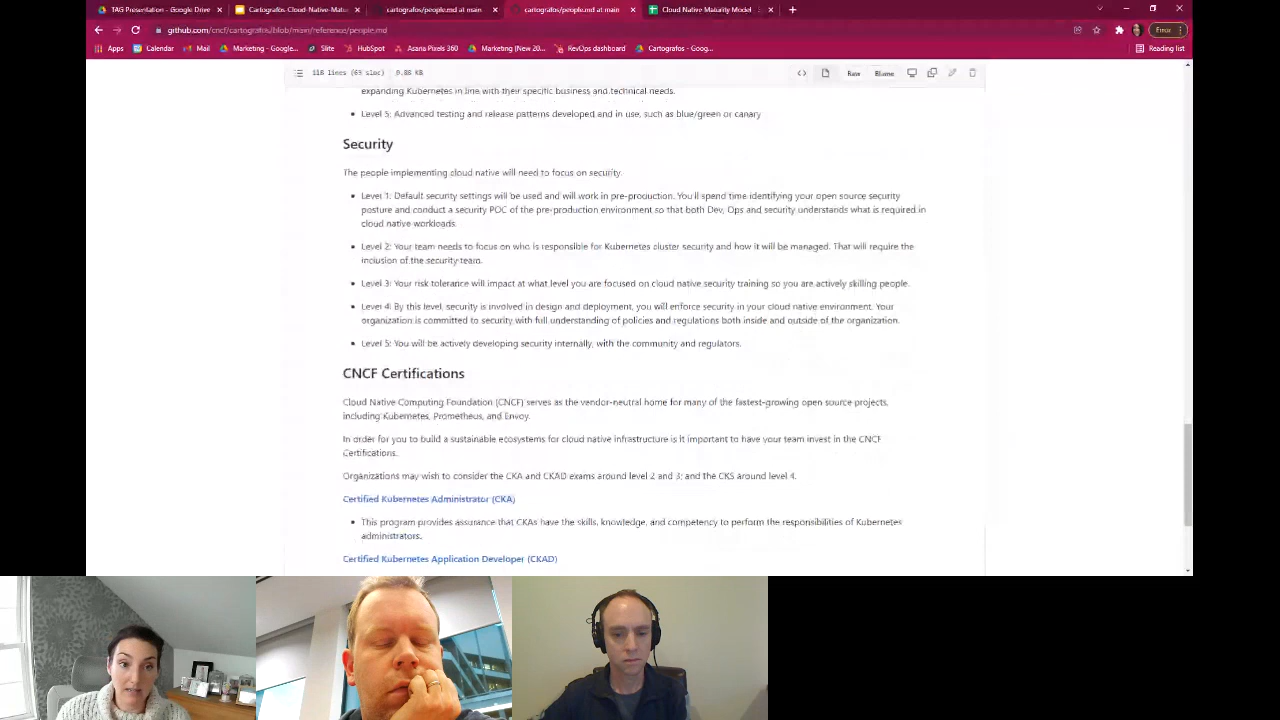 TAG Presentation - Google Drive
Cartografos-Cloud-Native-Matur
cartografos/people.md at main
cartografos/people.md at main
Cloud Native Maturity Model
github.com/cncf/cartografos/blob/main/reference/people.md
Error
Calendar
Mail
Marketing - Google...
Slite
HubSpot
Asana Pixels 360
Marketing (New 20...
RevOps dashboard
Cartografos - Goog...
Reading list
118 lines (63 sloc)
9.88 KB
Raw
Blame
expanding Kubernetes in line with their specific business and technical needs.
Level 5: Advanced testing and release patterns developed and in use, such as blue/green or canary
Security
The people implementing cloud native will need to focus on security.
Level 1: Default security settings will be used and will work in pre-production. You'll spend time identifying your open source security
posture and conduct a security POC of the pre-production environment so that both Dev, Ops and security understands what is required in
cloud native workloads.
Level 2: Your team needs to focus on who is responsible for Kubernetes cluster security and how it will be managed. That will require the
inclusion of the security team.
Level 3: Your risk tolerance will impact at what level you are focused on cloud native security training so you are actively skilling people.
Level 4: By this level, security is involved in design and deployment, you will enforce security in your cloud native environment. Your
organization is committed to security with full understanding of policies and regulations both inside and outside of the organization.
Level 5: You will be actively developing security internally, with the community and regulators.
CNCF Certifications
Cloud Native Computing Foundation (CNCF) serves as the vendor-neutral home for many of the fastest-growing open source projects,
including Kubernetes, Prometheus, and Envoy.
In order for you to build a sustainable ecosystems for cloud native infrastructure is it important to have your team invest in the CNCF
Certifications.
Organizations may wish to consider the CKA and CKAD exams around level 2 and 3; and the CKS around level 4.
Certified Kubernetes Administrator (CKA)
This program provides assurance that CKAs have the skills, knowledge, and competency to perform the responsibilities of Kubernetes
administrators.
Certified Kubernetes Application Developer (CKAD)